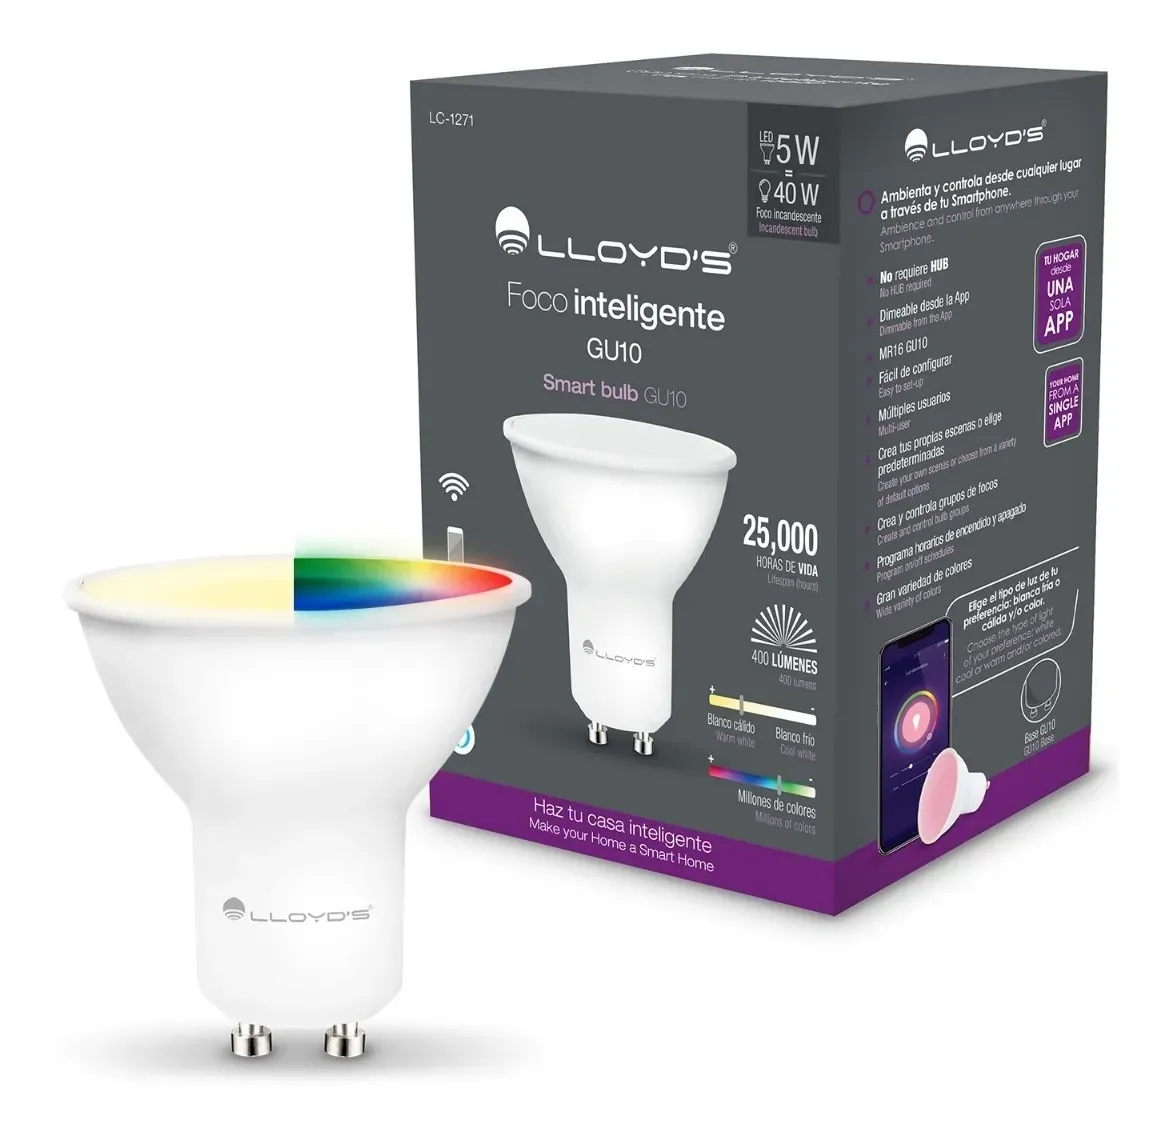 LC-1271
LED
5 W
=
40 W
Foco incandescente
Incandescent bulb
LLOYD'S®
Foco inteligente
GU10
Smart bulb GU10
LLOYD'S
25,000
HORAS DE VIDA
Lifespan (hours)
400 LÚMENES
400 lumens
+ -
Blanco cálido Blanco frío
Warm white Cool white
+ -
Millones de colores
Millions of colors
Haz tu casa inteligente
Make your Home a Smart Home
LLOYD'S®
Ambienta y controla desde cualquier lugar
a través de tu Smartphone.
Ambience and control from anywhere through your
Smartphone.
No requiere HUB
No HUB required
Dimeable desde la App
Dimmable from the App
MR16 GU10
Fácil de configurar
Easy to set-up
Múltiples usuarios
Multi-user
Crea tus propias escenas o elige
predeterminadas
Create your own scenes or choose from a variety
of default options
Crea y controla grupos de focos
Create and control bulb groups
Programa horarios de encendido y apagado
Program on/off schedules
Gran variedad de colores
Wide variety of colors
TU HOGAR
desde
UNA
SOLA
APP
YOUR HOME
FROM A
SINGLE
APP
Elige el tipo de luz de tu
preferencia: blanca fría o
cálida y/o color.
Choose the type of light
of your preference: white
cool or warm and/or colored.
Base GU10
GU10 Base
LLOYD'S